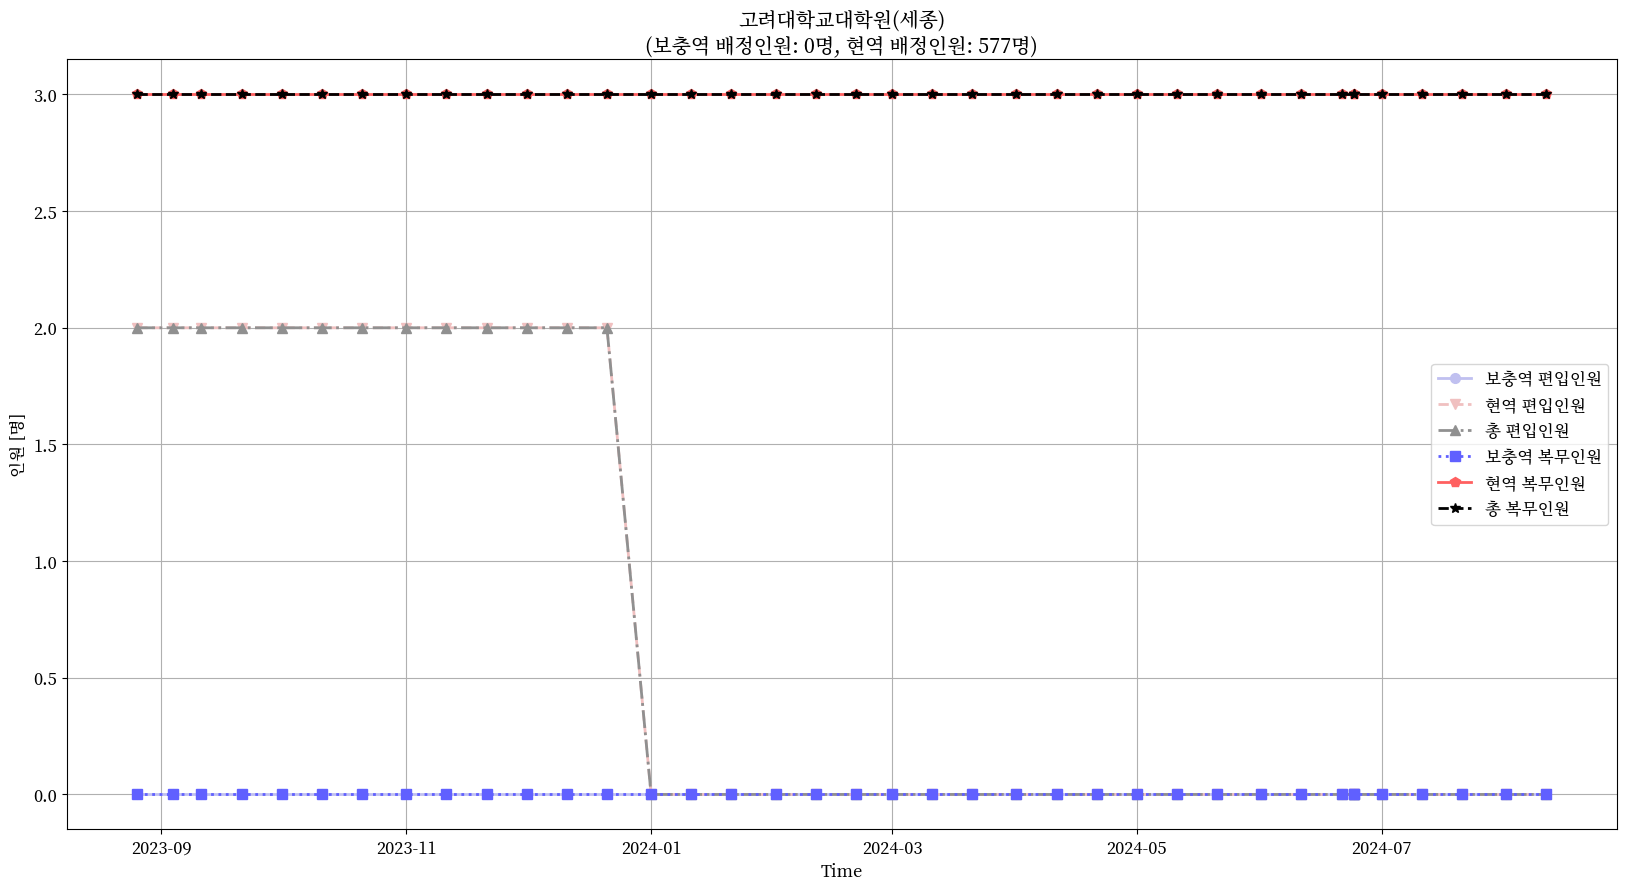 고려대학교대학원(세종)
(보충역 배정인원: 0명, 현역 배정인원: 577명)
인원 [명]
3.0
2.5
2.0
1.5
1.0
0.5
0.0
보충역 편입인원
현역 편입인원
총 편입인원
보충역 복무인원
현역 복무인원
총 복무인원
2023-09
2023-11
2024-01
2024-03
2024-05
2024-07
Time